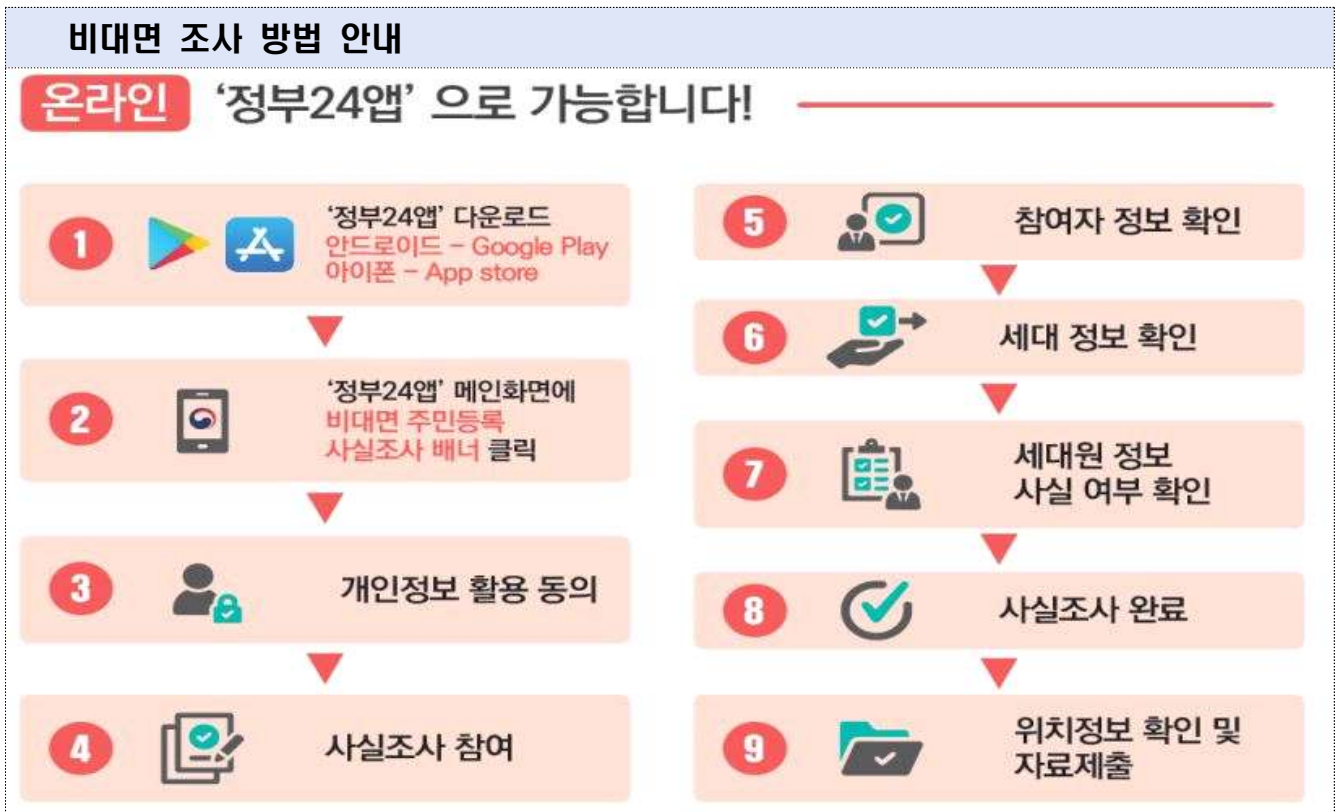 비대면 조사 방법 안내
온라인 ‘정부24앱’ 으로 가능합니다!
1
‘정부24앱’ 다운로드
안드로이드 – Google Play
아이폰 – App store
2
‘정부24앱’ 메인화면에
비대면 주민등록
사실조사 배너 클릭
3
개인정보 활용 동의
4
사실조사 참여
5
참여자 정보 확인
6
세대 정보 확인
7
세대원 정보
사실 여부 확인
8
사실조사 완료
9
위치정보 확인 및
자료제출